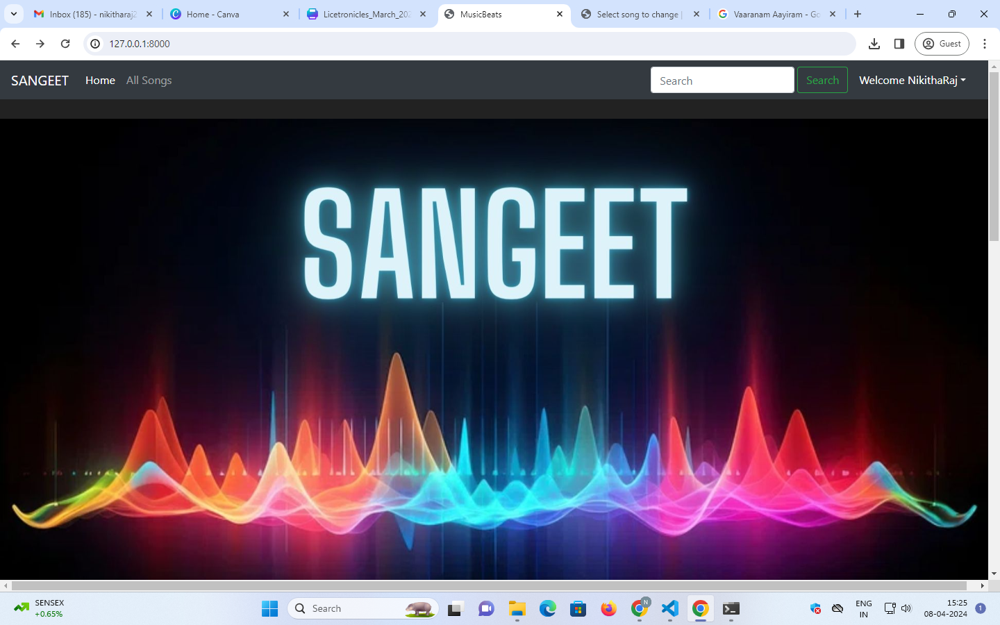 Inbox (185) - nikitharaj2
Home - Canva
Licetronicles_March_202
MusicBeats
Select song to change |
Vaaranam Aayiram - Go
127.0.0.1:8000
Guest
SANGEET
Home
All Songs
Search
Search
Welcome NikithaRaj
SANGEET
SENSEX
+0.65%
Search
N
ENG
IN
15:25
08-04-2024
1